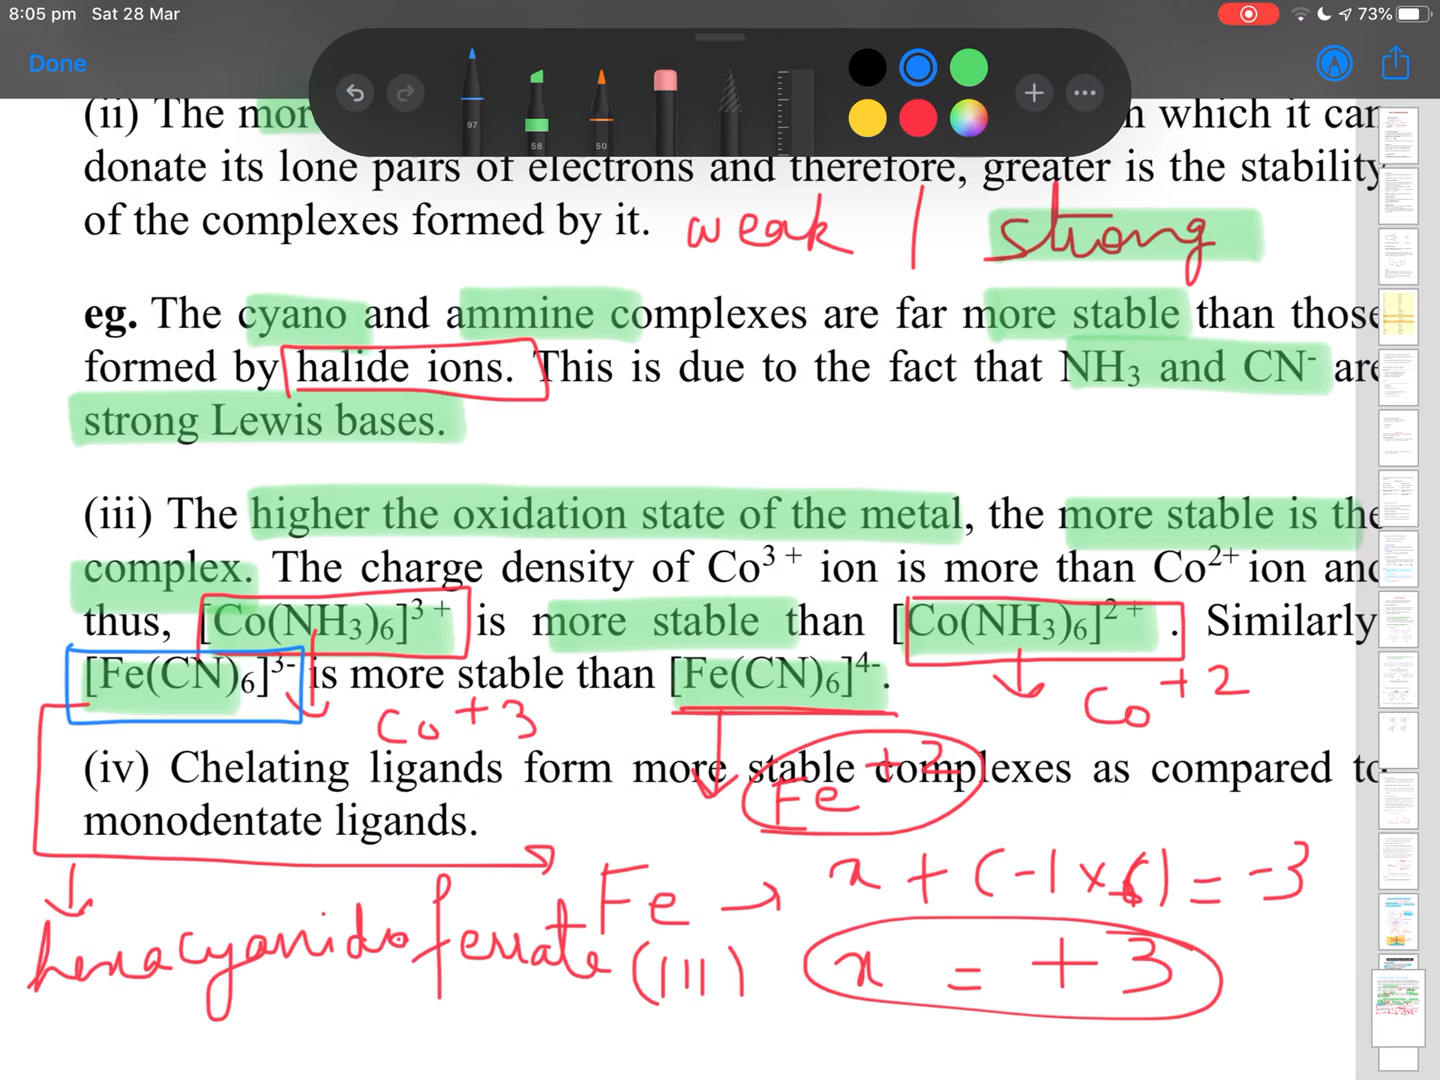 8:05 pm Sat 28 Mar
73%
Done
97
58
50
(ii) The mor
n which it can
donate its lone pairs of electrons and therefore, greater is the stability
of the complexes formed by it. weak | strong
eg. The cyano and ammine complexes are far more stable than those
formed by halide ions. This is due to the fact that NH3 and CN- are
strong Lewis bases.
(iii) The higher the oxidation state of the metal, the more stable is the
complex. The charge density of Co3 + ion is more than Co2+ ion and
thus, [Co(NH3)6]3 + is more stable than [Co(NH3)6]2 + . Similarly
[Fe(CN)6]3- is more stable than [Fe(CN)6]4-.
Co+3
Co+2
(iv) Chelating ligands form more stable complexes as compared to
Fe+2
monodentate ligands.
Fe → x + (-1 × 6) = -3
hexacyanidoferrate (III) x = +3